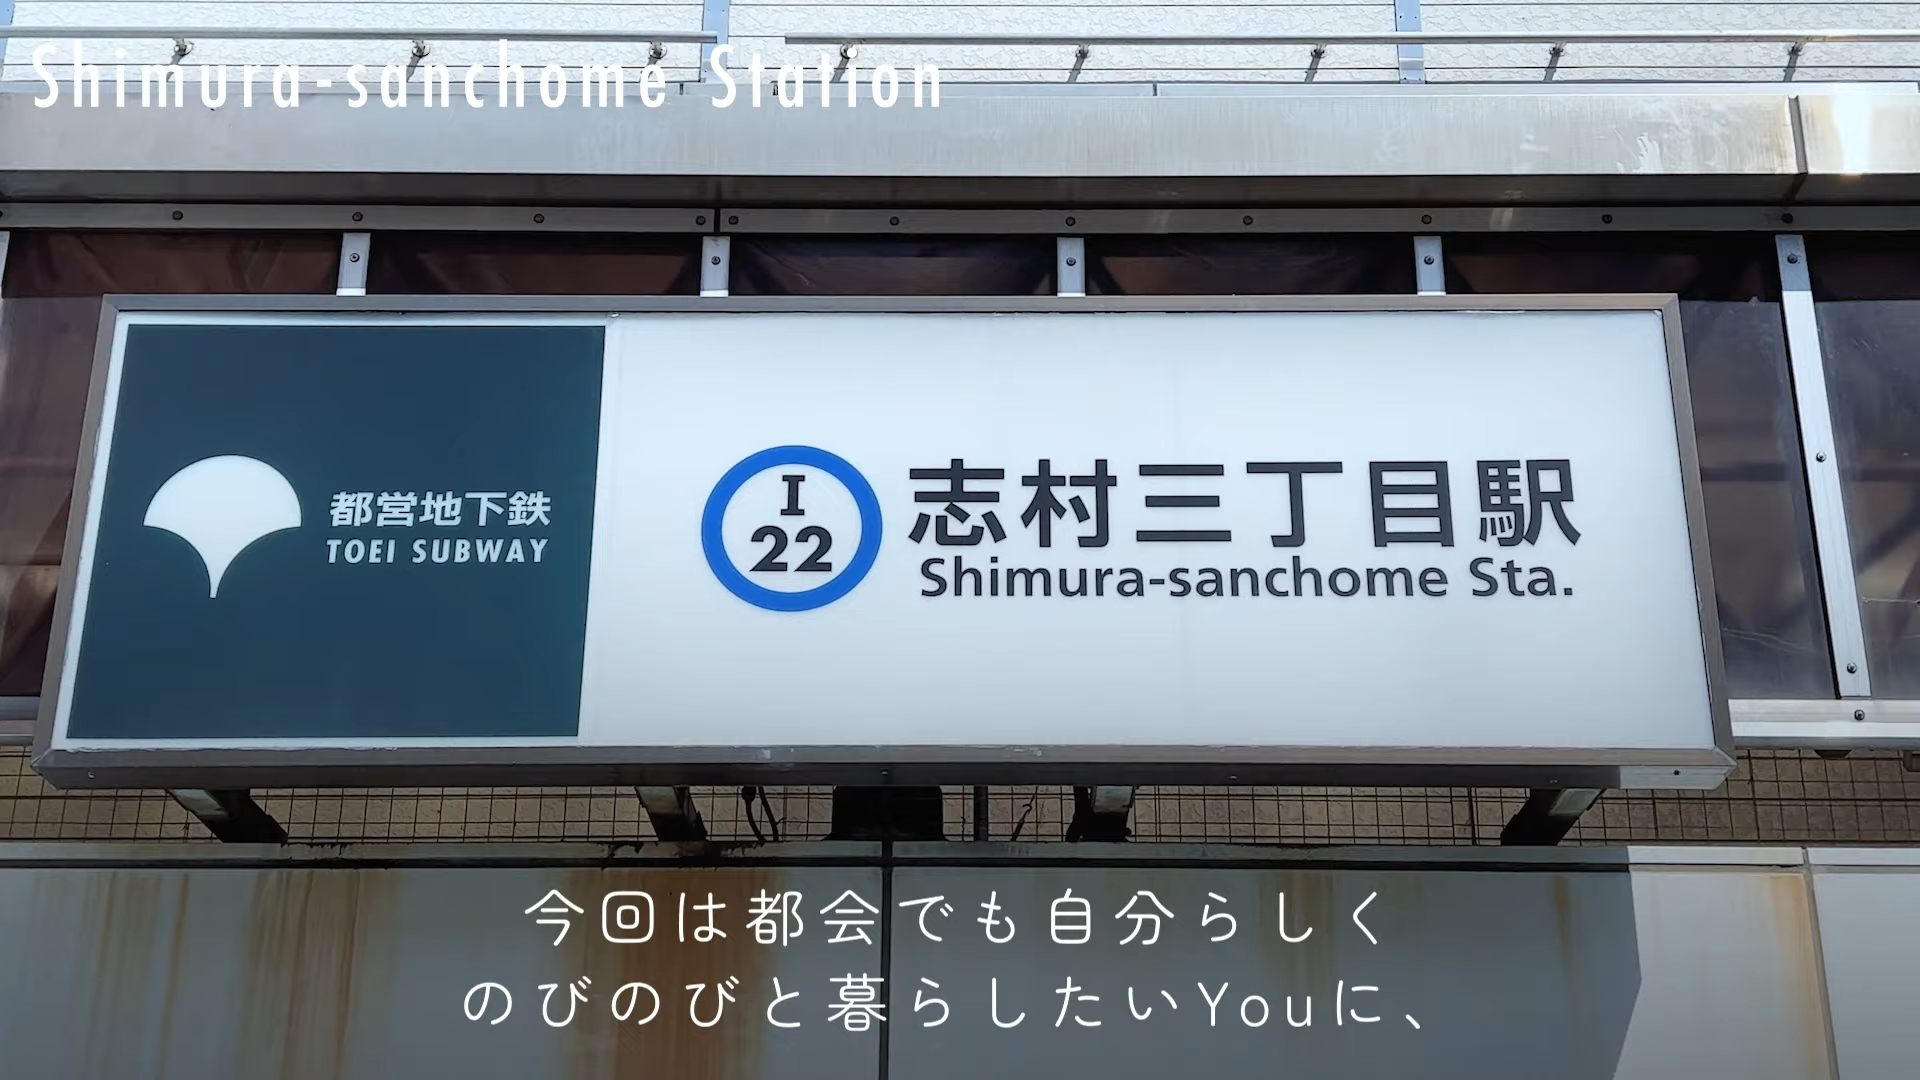 Shimura-sanchome Station
都営地下鉄
TOEI SUBWAY
I
22
志村三丁目駅
Shimura-sanchome Sta.
今回は都会でも自分らしく
のびのびと暮らしたいYouに、